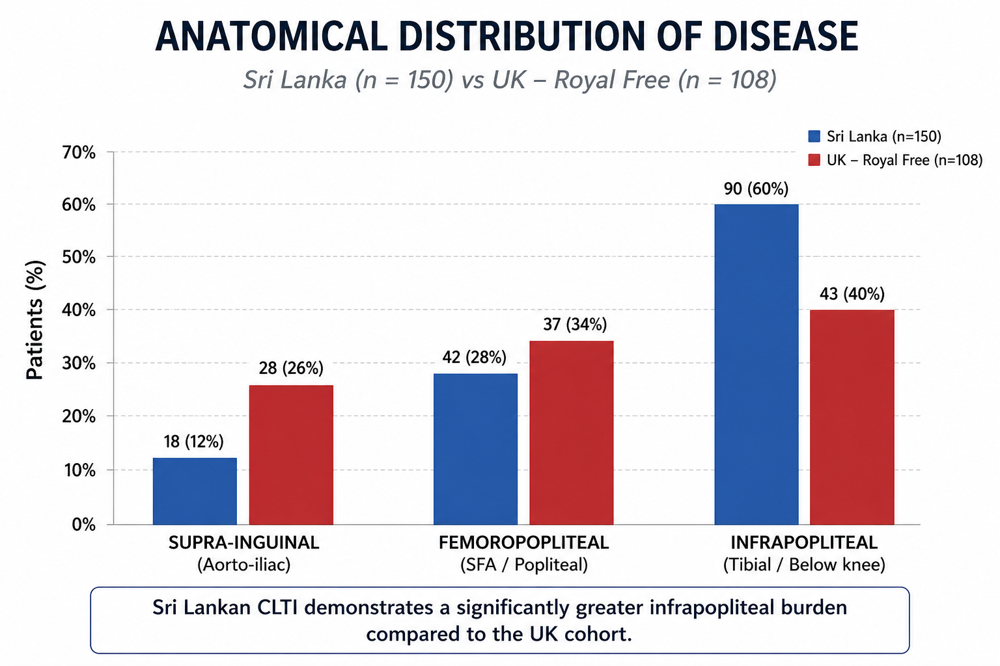 ANATOMICAL DISTRIBUTION OF DISEASE
Sri Lanka (n = 150) vs UK – Royal Free (n = 108)
Sri Lanka (n=150)
UK – Royal Free (n=108)
Patients (%)
70%
60%
50%
40%
30%
20%
10%
0%
18 (12%)
28 (26%)
42 (28%)
37 (34%)
90 (60%)
43 (40%)
SUPRA-INGUINAL
(Aorto-iliac)
FEMOROPOPLITEAL
(SFA / Popliteal)
INFRAPOPLITEAL
(Tibial / Below knee)
Sri Lankan CLTI demonstrates a significantly greater infrapopliteal burden
compared to the UK cohort.